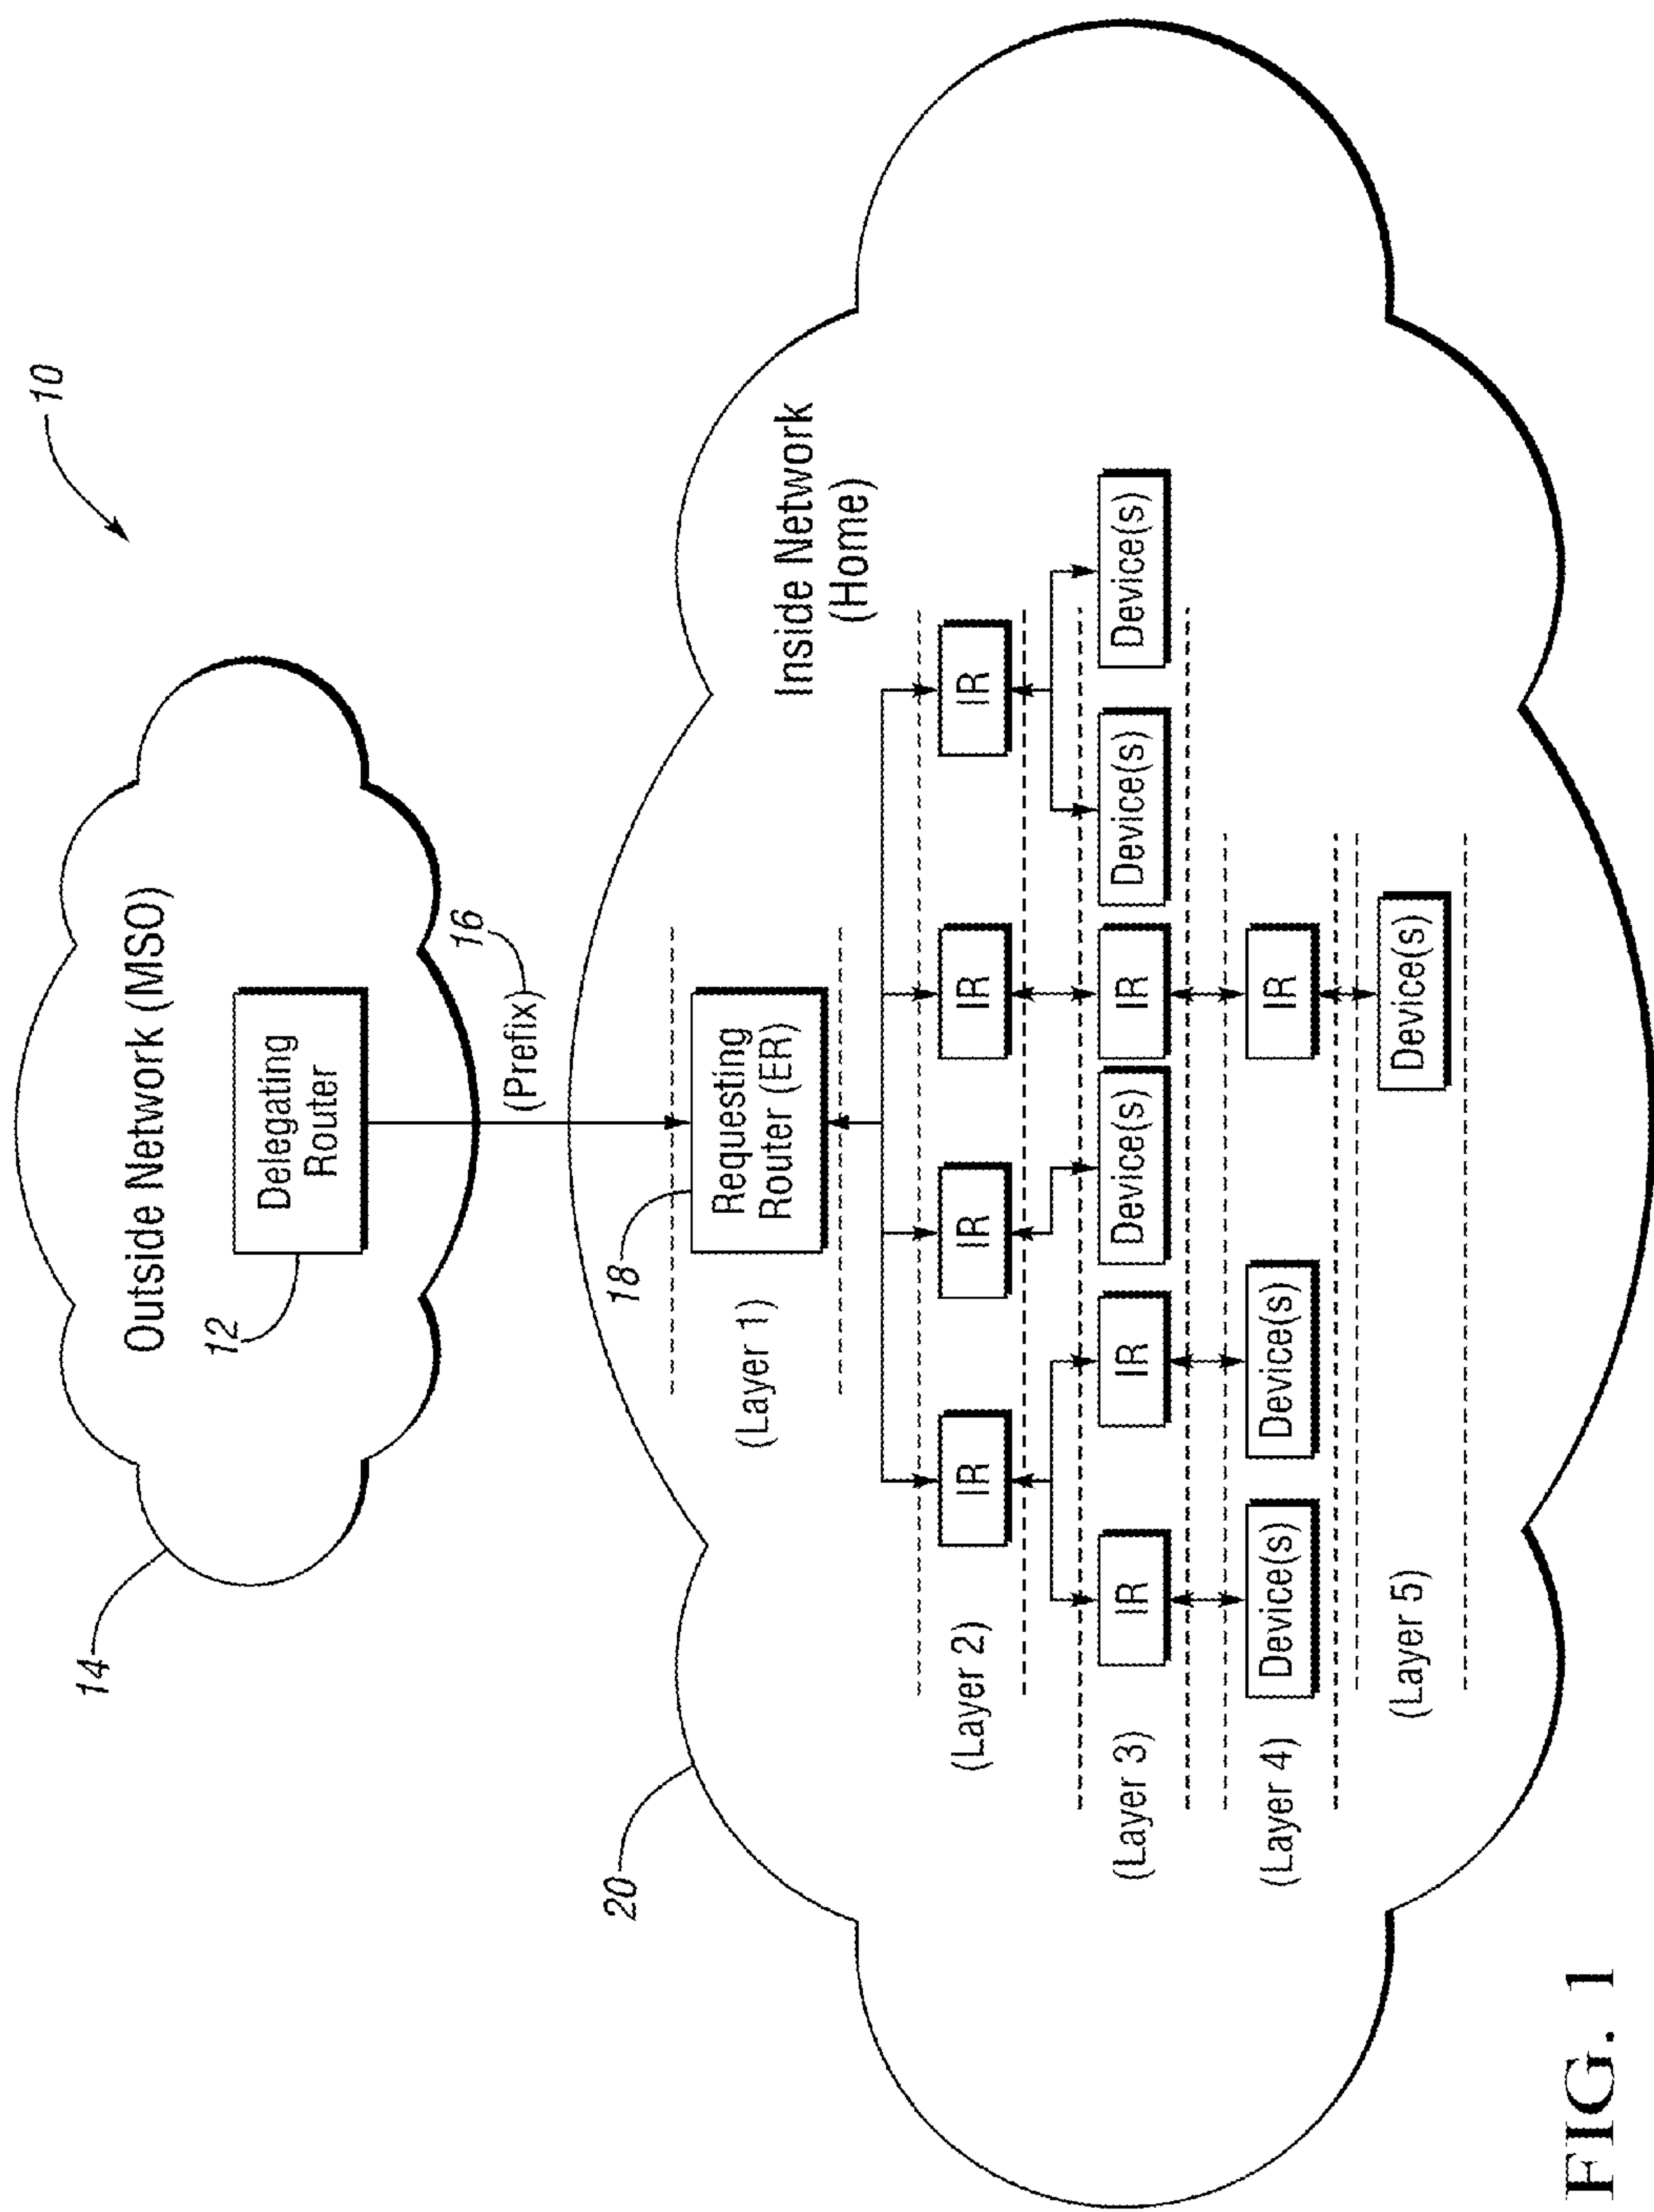 10
14
Outside Network (MSO)
12
Delegating
Router
(Prefix)
16
20
18
Requesting
Router (ER)
(Layer 1)
Inside Network
(Home)
(Layer 2)
IR
IR
IR
IR
(Layer 3)
IR
IR
Device(s)
IR
Device(s)
Device(s)
(Layer 4)
Device(s)
Device(s)
IR
(Layer 5)
Device(s)
FIG. 1